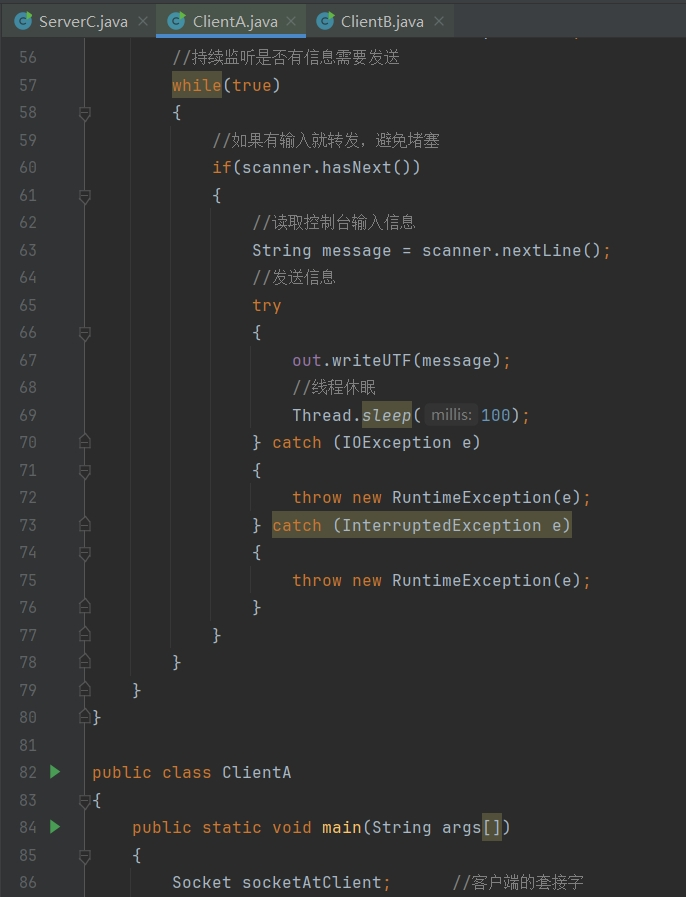 ServerC.java ClientA.java ClientB.java
56 //持续监听是否有信息需要发送
57 while(true)
58 {
59 //如果有输入就转发，避免堵塞
60 if(scanner.hasNext())
61 {
62 //读取控制台输入信息
63 String message = scanner.nextLine();
64 //发送信息
65 try
66 {
67 out.writeUTF(message);
68 //线程休眠
69 Thread.sleep( millis: 100);
70 } catch (IOException e)
71 {
72 throw new RuntimeException(e);
73 } catch (InterruptedException e)
74 {
75 throw new RuntimeException(e);
76 }
77 }
78 }
79 }
80 }
81
82 public class ClientA
83 {
84 public static void main(String args[])
85 {
86 Socket socketAtClient; //客户端的套接字